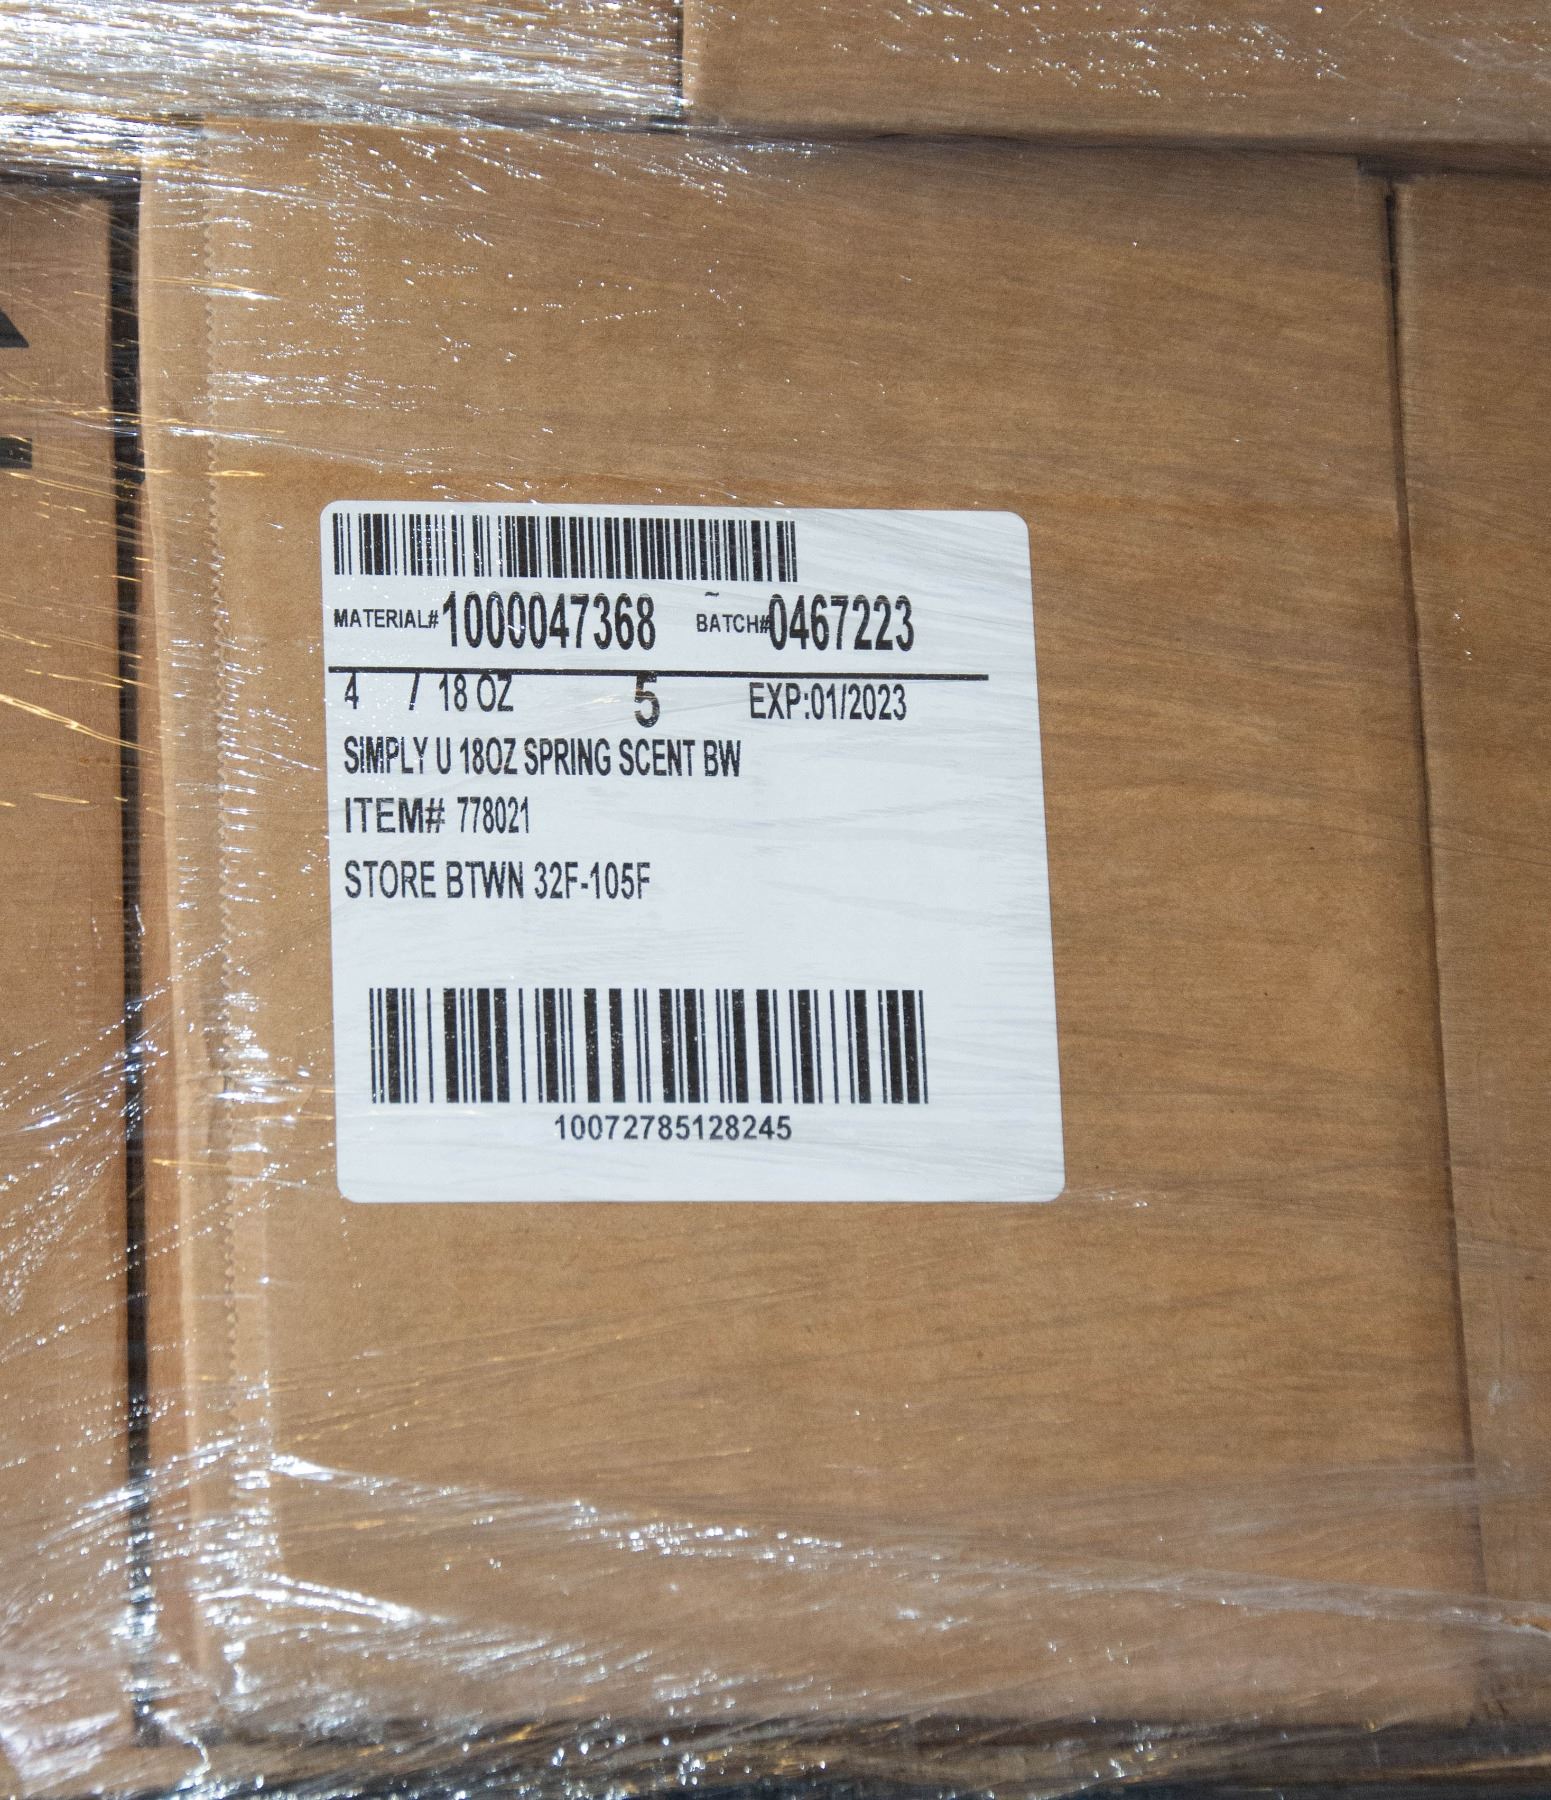 MATERIAL# 1000047368 ~ BATCH# 0467223
4 / 18 OZ 5 EXP:01/2023
SIMPLY U 18OZ SPRING SCENT BW
ITEM# 778021
STORE BTWN 32F-105F
10072785128245